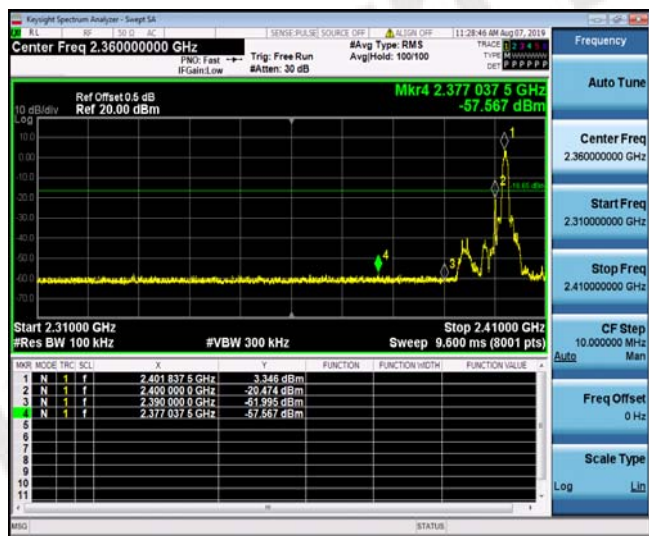 Keysight Spectrum Analyzer - Swept SA
RL RF 50 Ω AC SENSE:PULSE SOURCE OFF ALIGN OFF 11:28:46 AM Aug 07, 2019
Center Freq 2.360000000 GHz
PNO: Fast
IFGain:Low
Trig: Free Run
#Atten: 30 dB
#Avg Type: RMS
Avg|Hold: 100/100
TRACE 1 2 3 4 5 6
TYPE M W W W W W
DET P P P P P P
Ref Offset 0.5 dB
10 dB/div Ref 20.00 dBm
Log
Mkr4 2.377 037 5 GHz
-57.567 dBm
10.0
0.00
-10.0
-20.0
-30.0
-40.0
-50.0
-60.0
-70.0
1
2
3
4
Start 2.31000 GHz
Stop 2.41000 GHz
#Res BW 100 kHz #VBW 300 kHz Sweep 9.600 ms (8001 pts)
MKR MODE TRC SCL X Y FUNCTION FUNCTION WIDTH FUNCTION VALUE
1 N 1 f 2.401 837 5 GHz 3.346 dBm
2 N 1 f 2.400 000 0 GHz -20.474 dBm
3 N 1 f 2.390 000 0 GHz -61.995 dBm
4 N 1 f 2.377 037 5 GHz -57.567 dBm
5
6
7
8
9
10
11
MSG STATUS
Frequency
Auto Tune
Center Freq
2.360000000 GHz
Start Freq
2.310000000 GHz
Stop Freq
2.410000000 GHz
CF Step
10.000000 MHz
Auto Man
Freq Offset
0 Hz
Scale Type
Log Lin